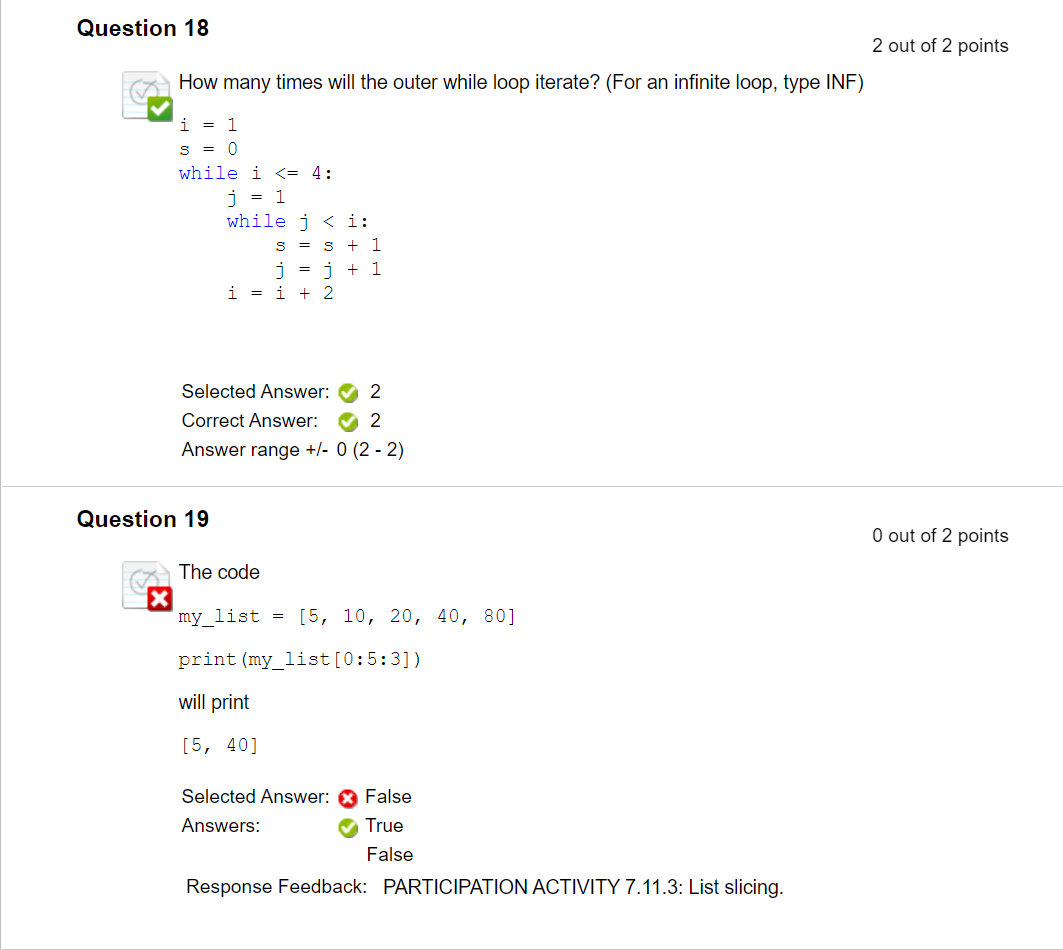 Question 18
2 out of 2 points
How many times will the outer while loop iterate? (For an infinite loop, type INF)
i = 1
s = 0
while i <= 4:
    j = 1
    while j < i:
        s = s + 1
        j = j + 1
    i = i + 2
Selected Answer: 2
Correct Answer: 2
Answer range +/- 0 (2 - 2)
Question 19
0 out of 2 points
The code
my_list = [5, 10, 20, 40, 80]
print(my_list[0:5:3])
will print
[5, 40]
Selected Answer: False
Answers: True
False
Response Feedback: PARTICIPATION ACTIVITY 7.11.3: List slicing.